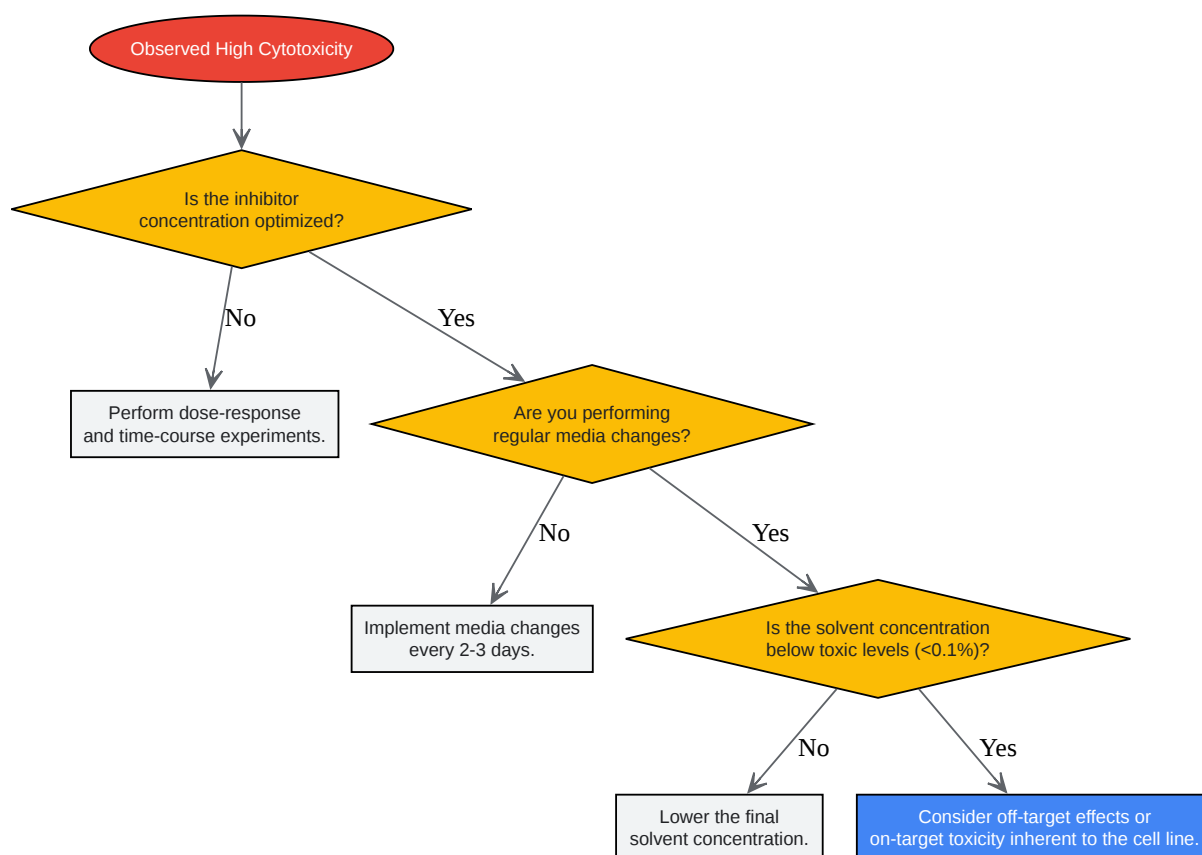 Observed High Cytotoxicity
Is the inhibitor
concentration optimized?
No
Yes
Perform dose-response
and time-course experiments.
Are you performing
regular media changes?
No
Yes
Implement media changes
every 2-3 days.
Is the solvent concentration
below toxic levels (<0.1%)?
No
Yes
Lower the final
solvent concentration.
Consider off-target effects or
on-target toxicity inherent to the cell line.